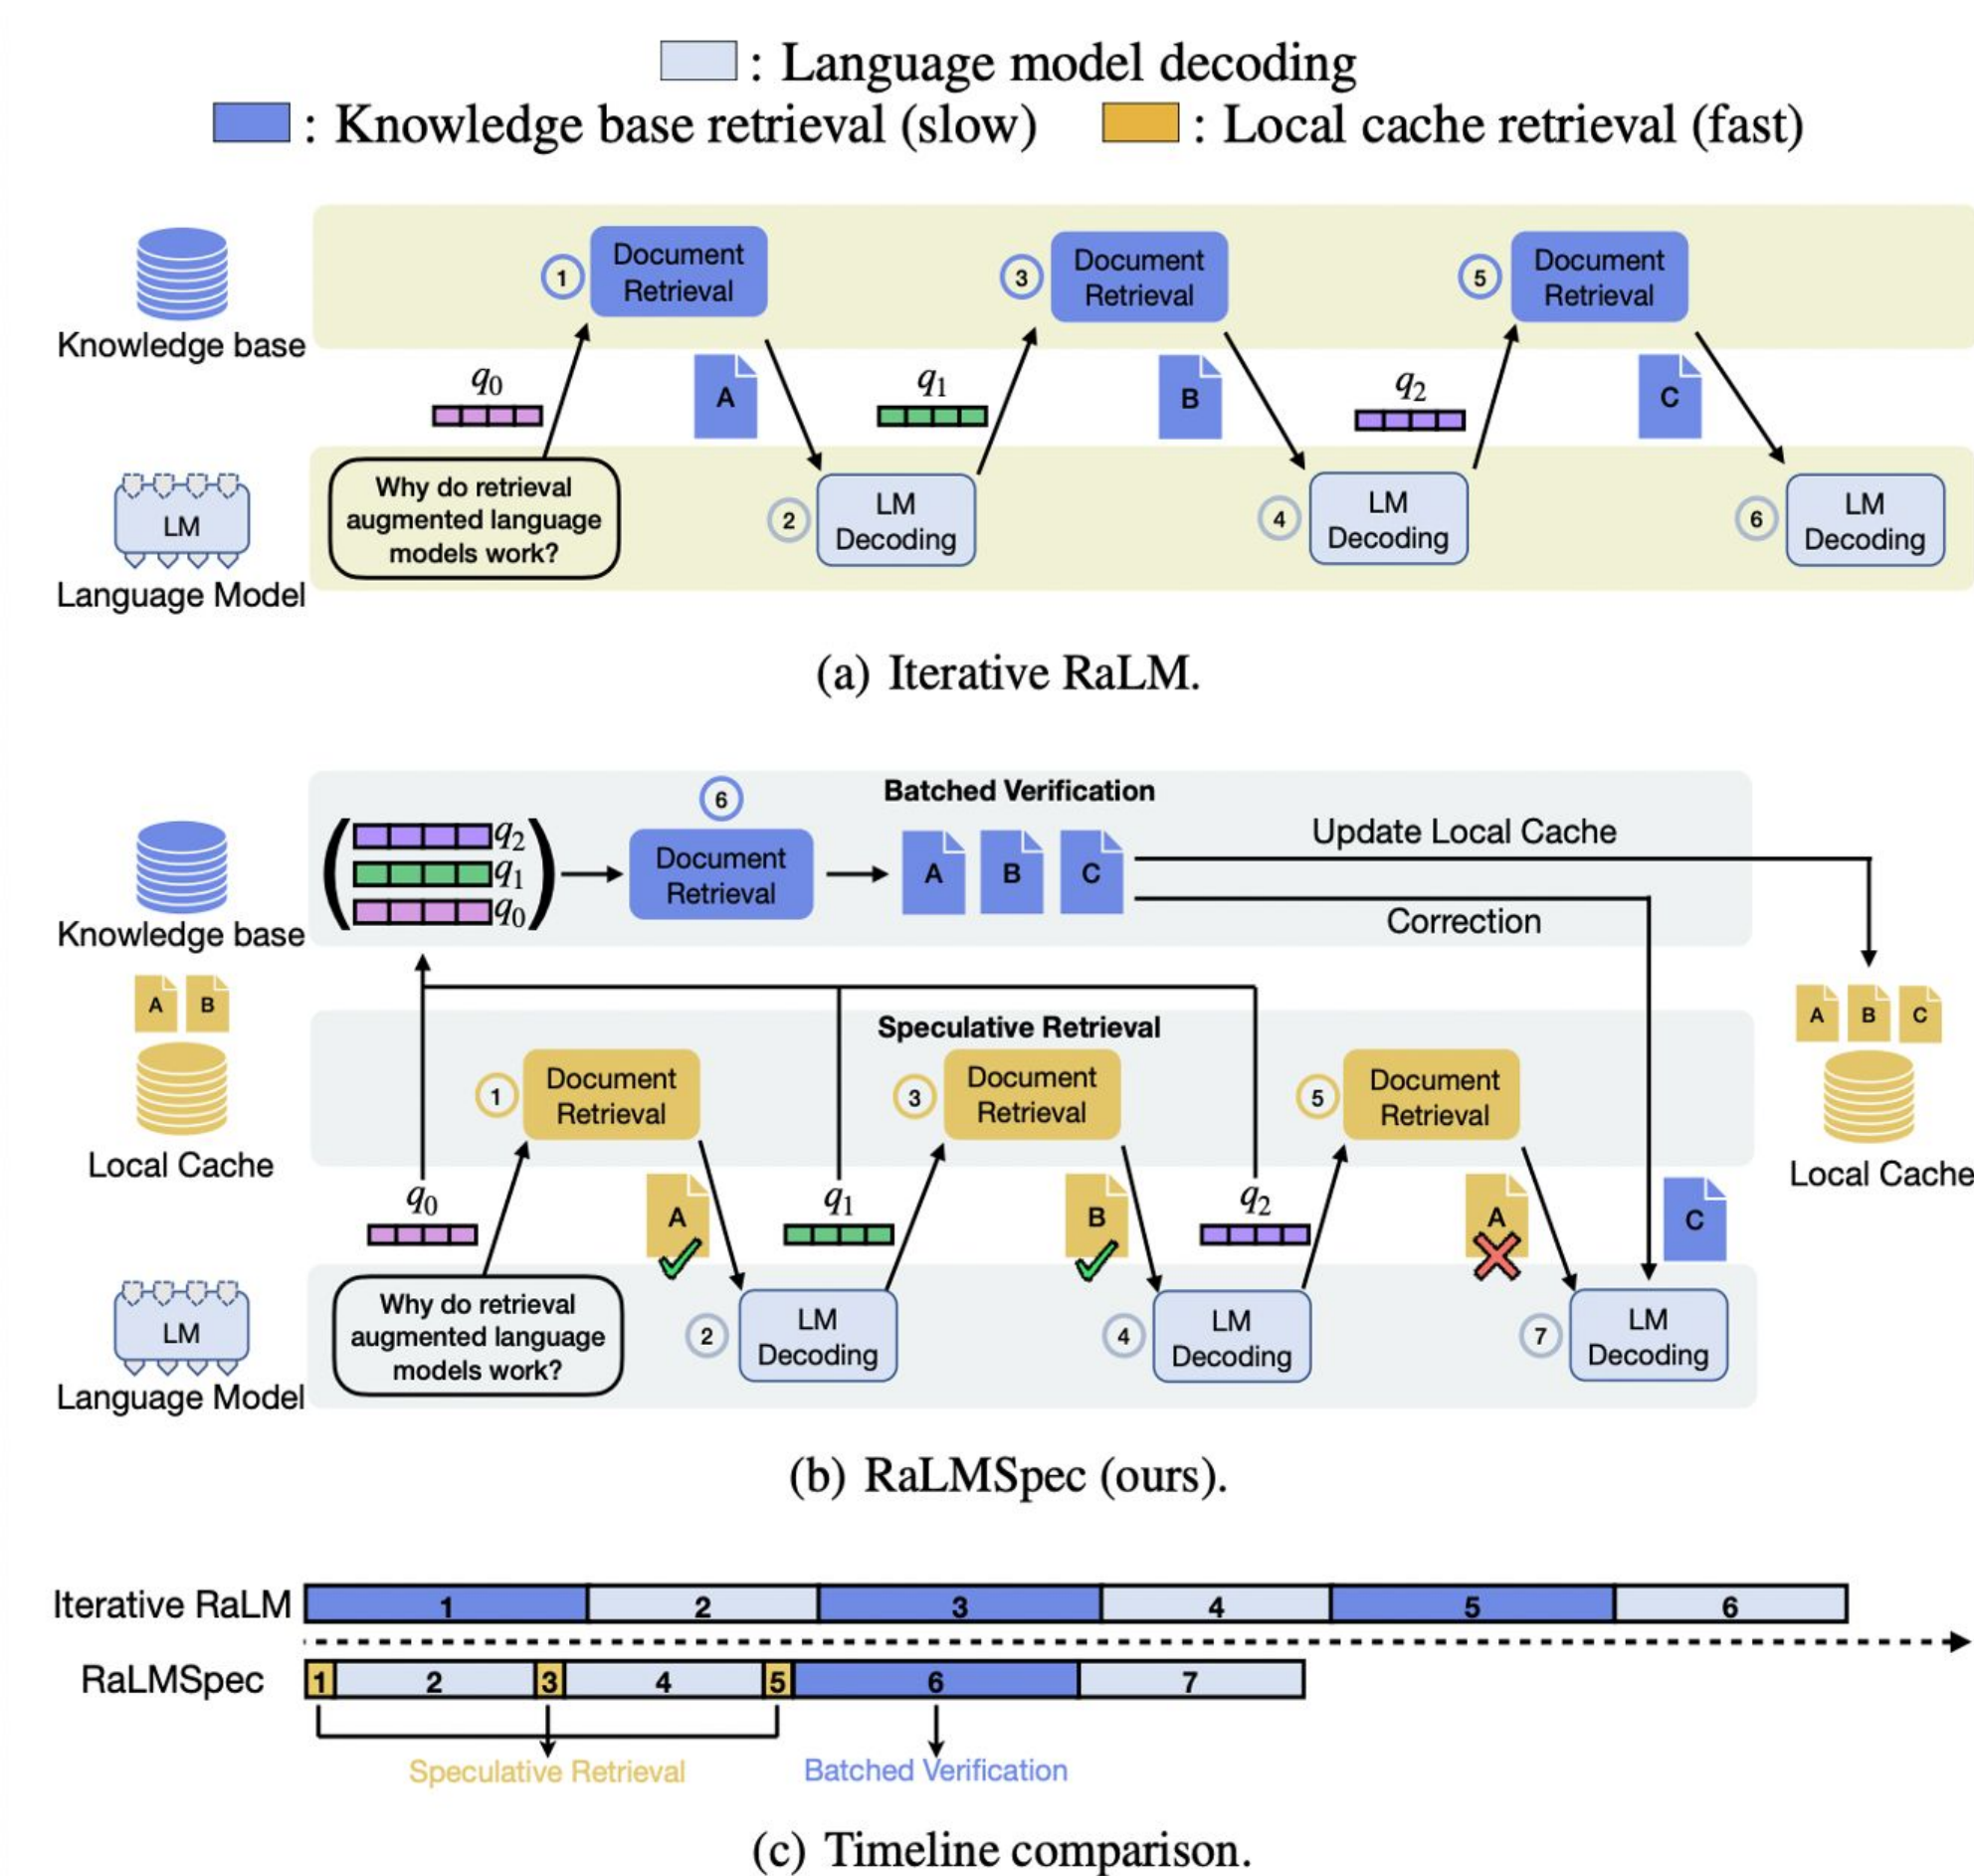 : Language model decoding
: Knowledge base retrieval (slow)
: Local cache retrieval (fast)
Knowledge base
1
Document
Retrieval
3
Document
Retrieval
5
Document
Retrieval
q0
A
q1
B
q2
C
LM
Language Model
Why do retrieval
augmented language
models work?
2
LM
Decoding
4
LM
Decoding
6
LM
Decoding
(a) Iterative RaLM.
Knowledge base
q2
q1
q0
6
Document
Retrieval
Batched Verification
A
B
C
Update Local Cache
Correction
A
B
Local Cache
Speculative Retrieval
1
Document
Retrieval
3
Document
Retrieval
5
Document
Retrieval
A
B
C
Local Cache
q0
A
q1
B
q2
A
C
LM
Language Model
Why do retrieval
augmented language
models work?
2
LM
Decoding
4
LM
Decoding
7
LM
Decoding
(b) RaLMSpec (ours).
Iterative RaLM
1
2
3
4
5
6
RaLMSpec
1
2
3
4
5
6
7
Speculative Retrieval
Batched Verification
(c) Timeline comparison.